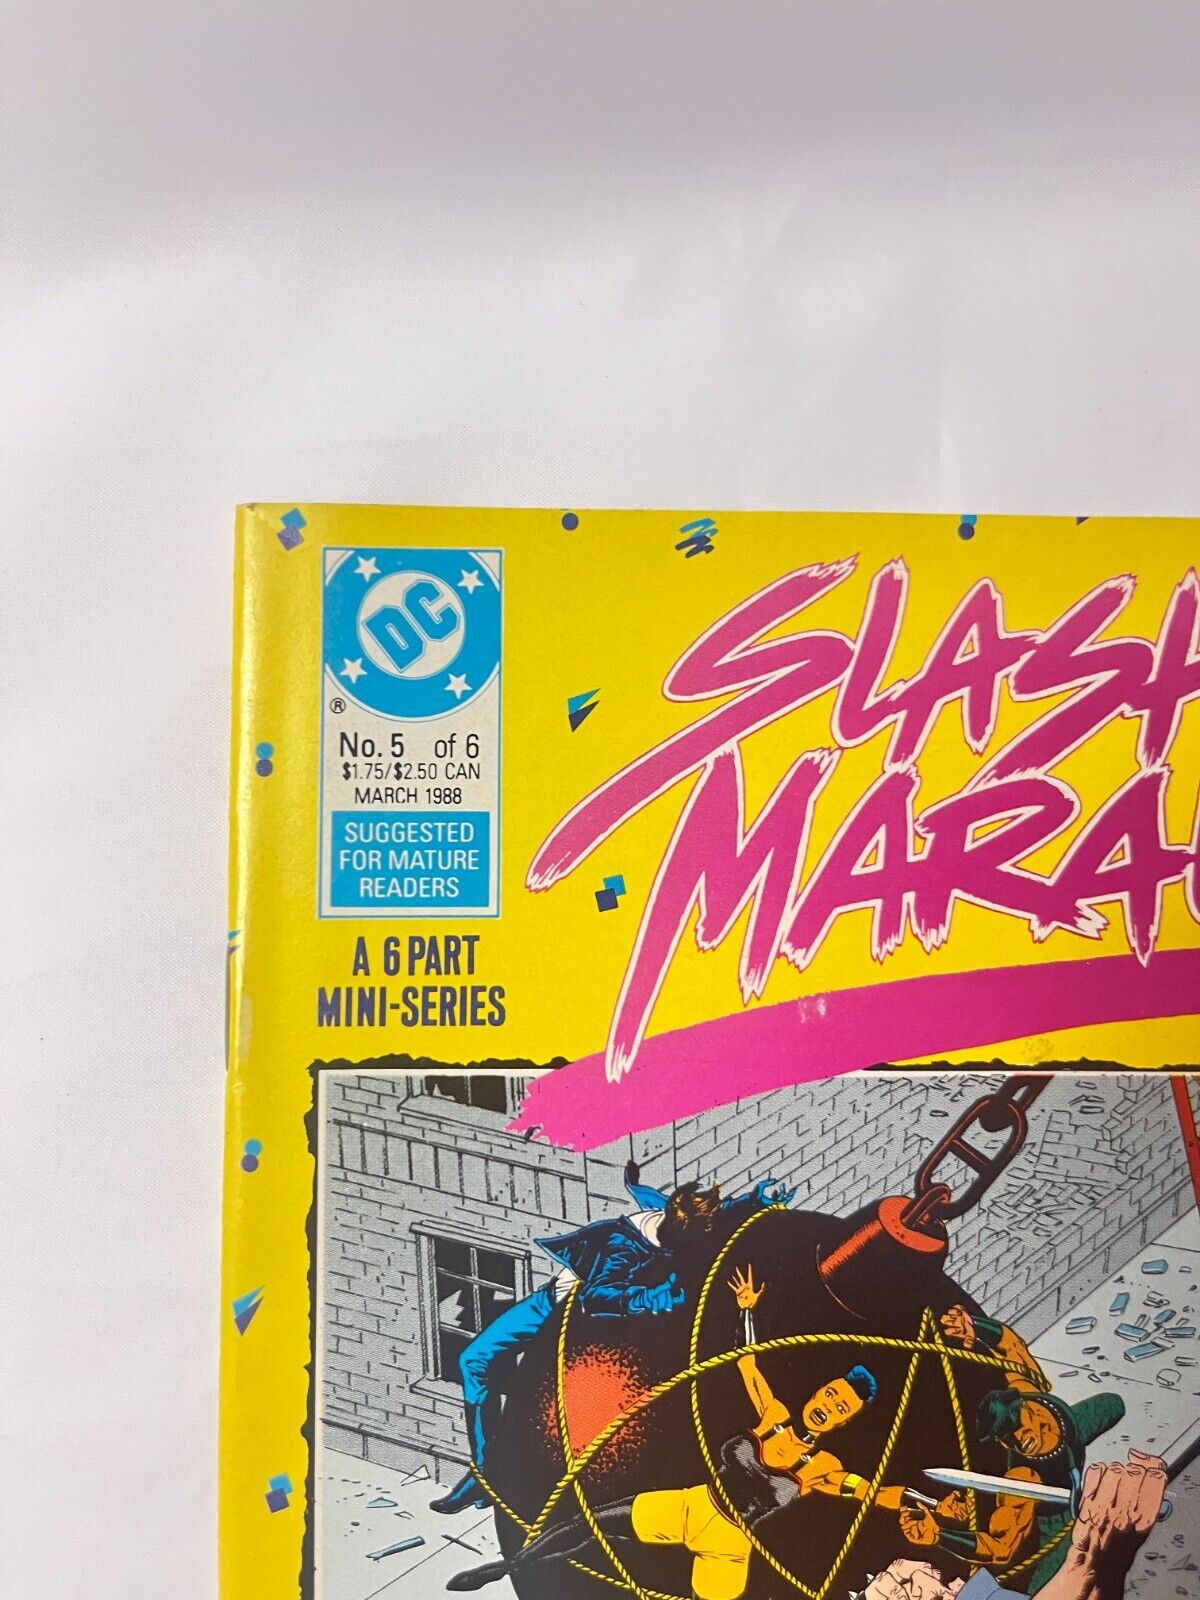 DC
®
No. 5 of 6
$1.75/$2.50 CAN
MARCH 1988
SUGGESTED
FOR MATURE
READERS
A 6 PART
MINI-SERIES
SLASH
MARA